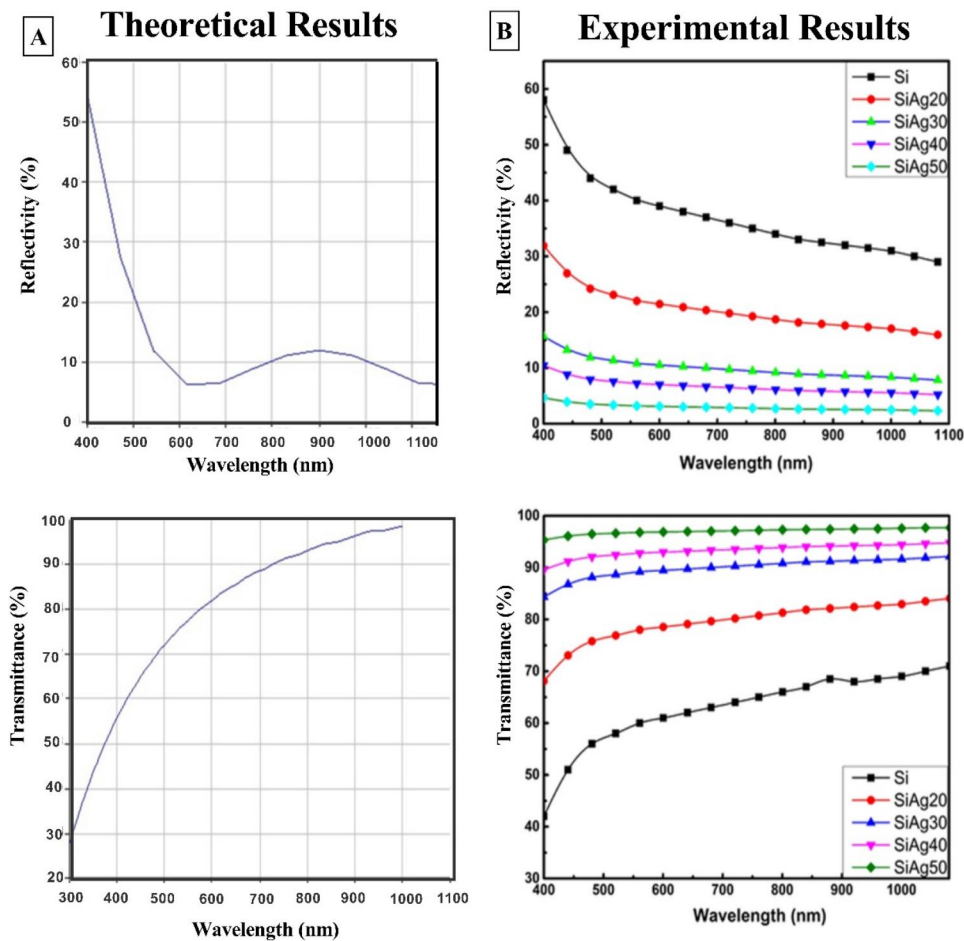 A
Theoretical Results
B
Experimental Results
60
50
40
30
20
10
0
Reflectivity (%)
400 500 600 700 800 900 1000 1100
Wavelength (nm)
60
50
40
30
20
10
0
Reflectivity (%)
Si
SiAg20
SiAg30
SiAg40
SiAg50
400 500 600 700 800 900 1000 1100
Wavelength (nm)
100
90
80
70
60
50
40
30
20
Transmittance (%)
300 400 500 600 700 800 900 1000 1100
Wavelength (nm)
100
90
80
70
60
50
40
30
Transmittance (%)
Si
SiAg20
SiAg30
SiAg40
SiAg50
400 500 600 700 800 900 1000
Wavelength (nm)